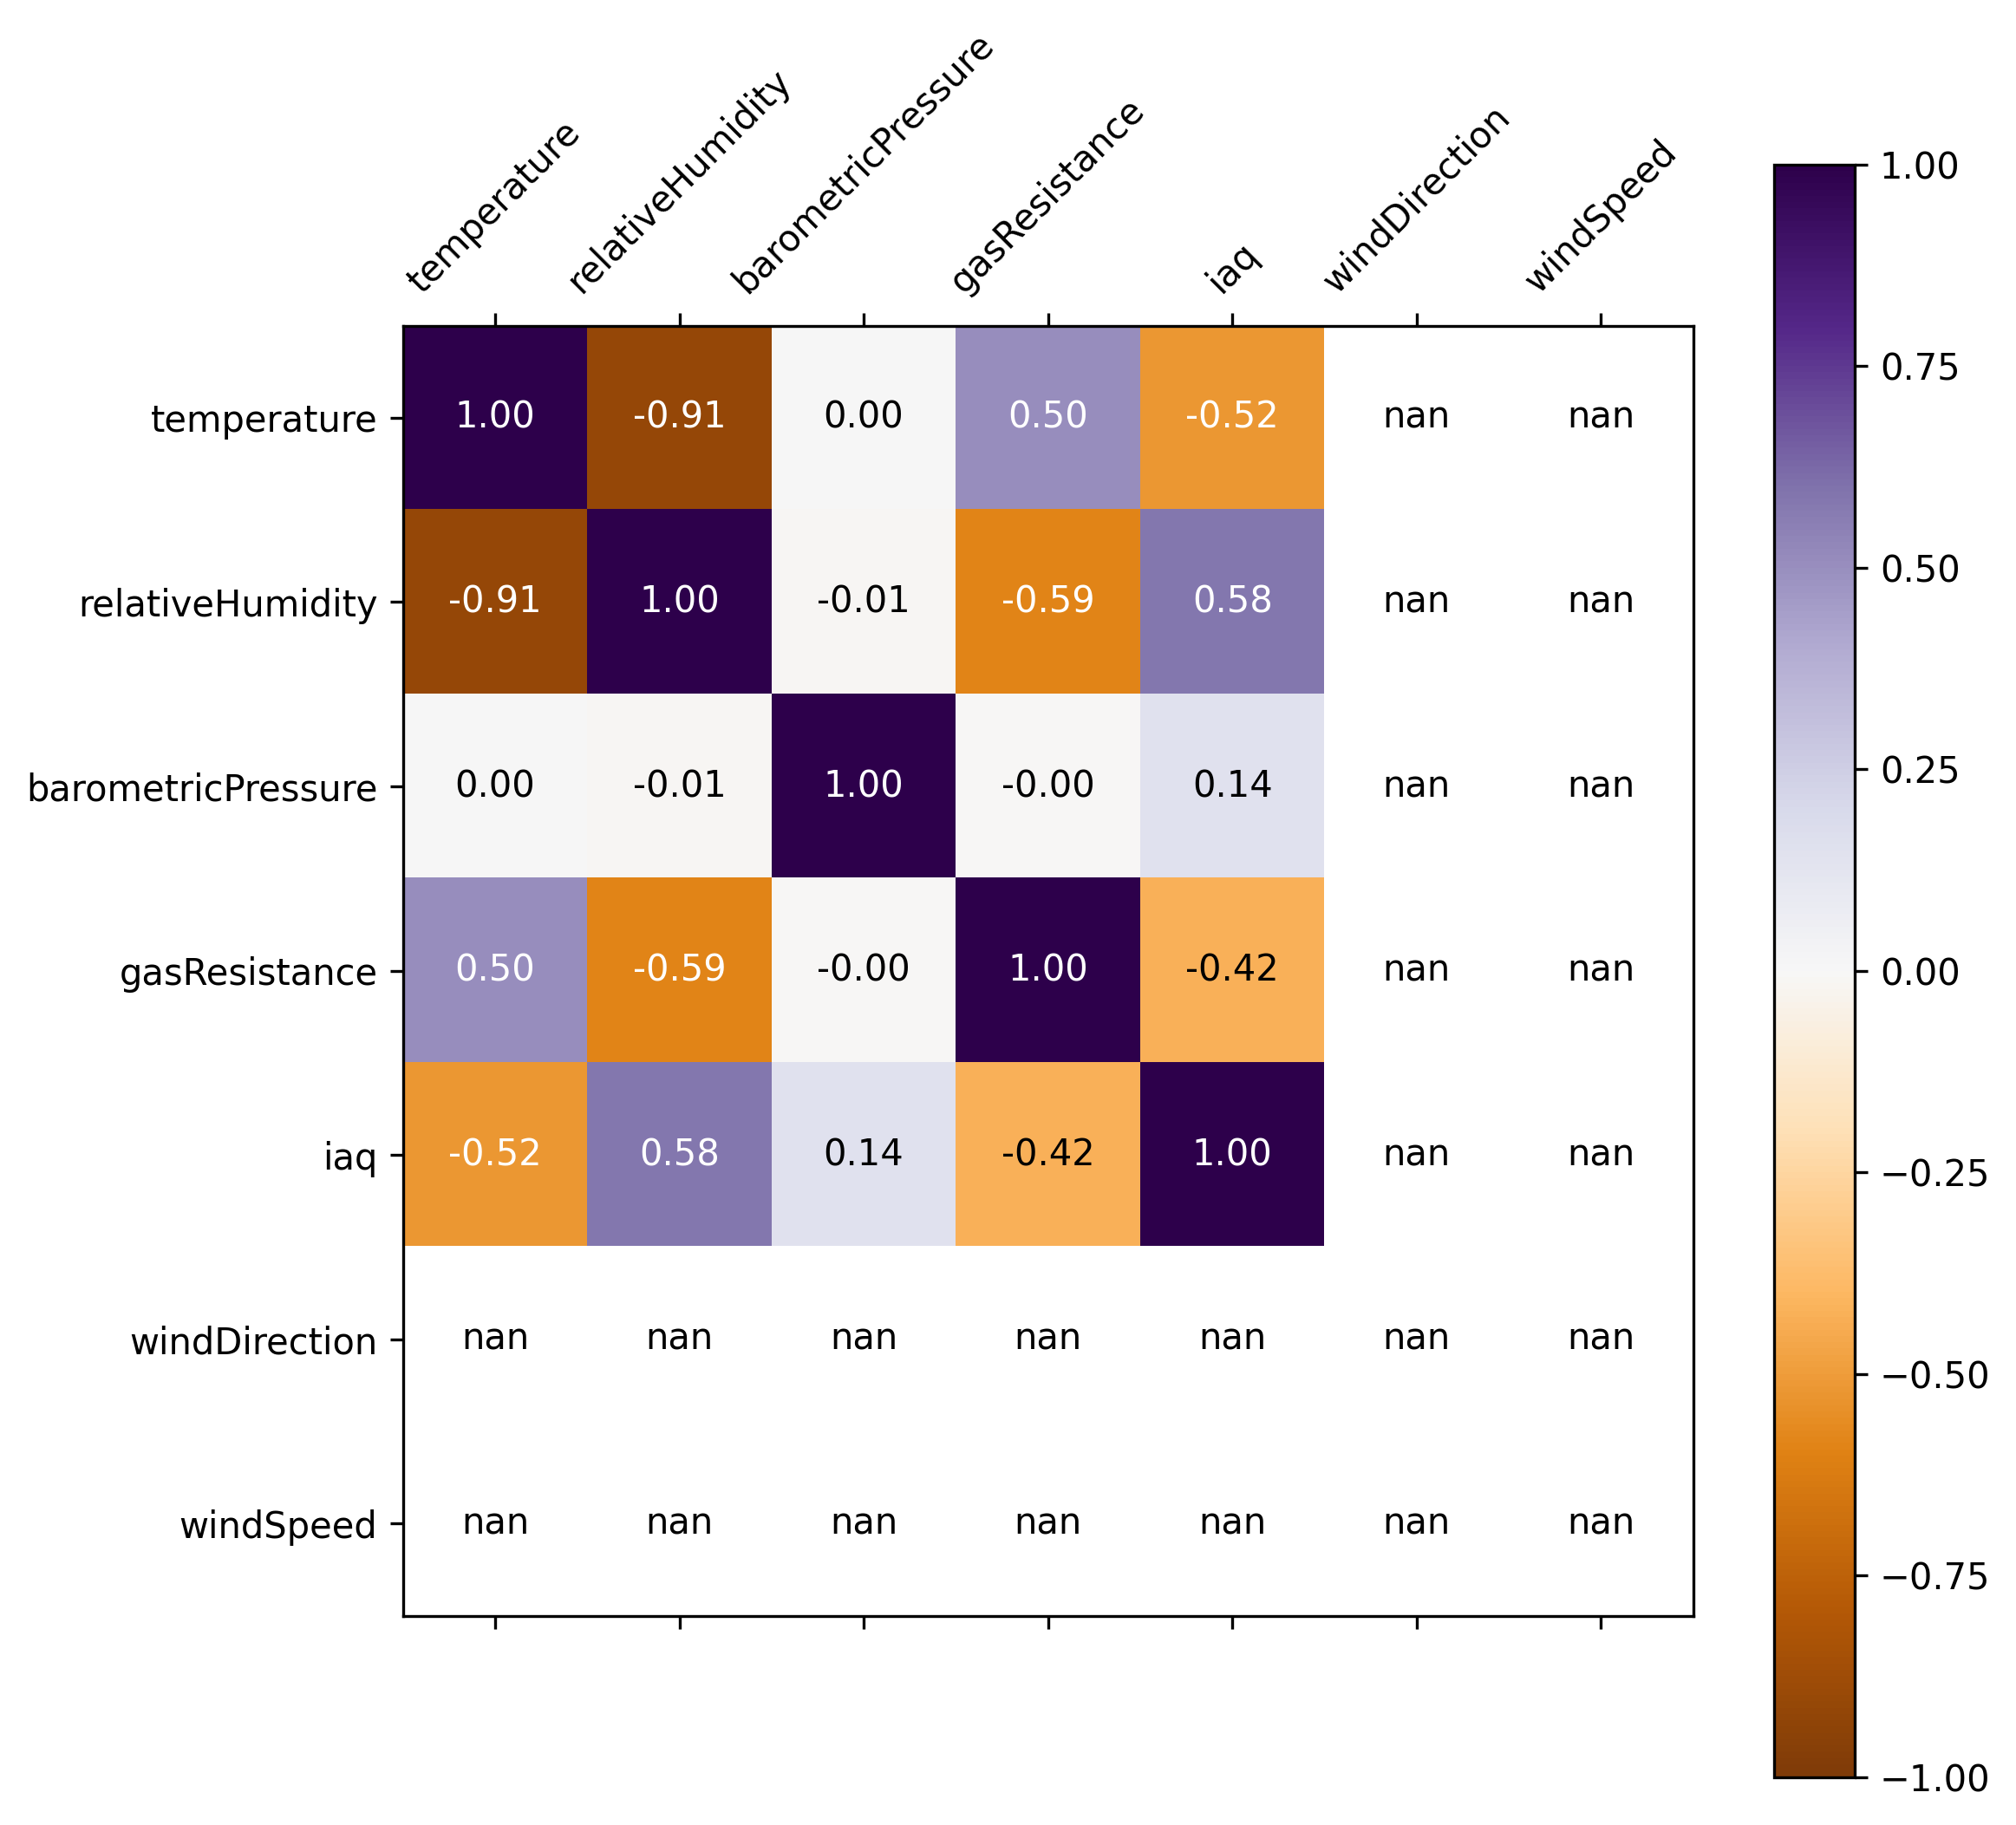 temperature relativeHumidity barometricPressure gasResistance iaq windDirection windSpeed
temperature 1.00 -0.91 0.00 0.50 -0.52 nan nan
relativeHumidity -0.91 1.00 -0.01 -0.59 0.58 nan nan
barometricPressure 0.00 -0.01 1.00 -0.00 0.14 nan nan
gasResistance 0.50 -0.59 -0.00 1.00 -0.42 nan nan
iaq -0.52 0.58 0.14 -0.42 1.00 nan nan
windDirection nan nan nan nan nan nan nan
windSpeed nan nan nan nan nan nan nan
1.00
0.75
0.50
0.25
0.00
−0.25
−0.50
−0.75
−1.00